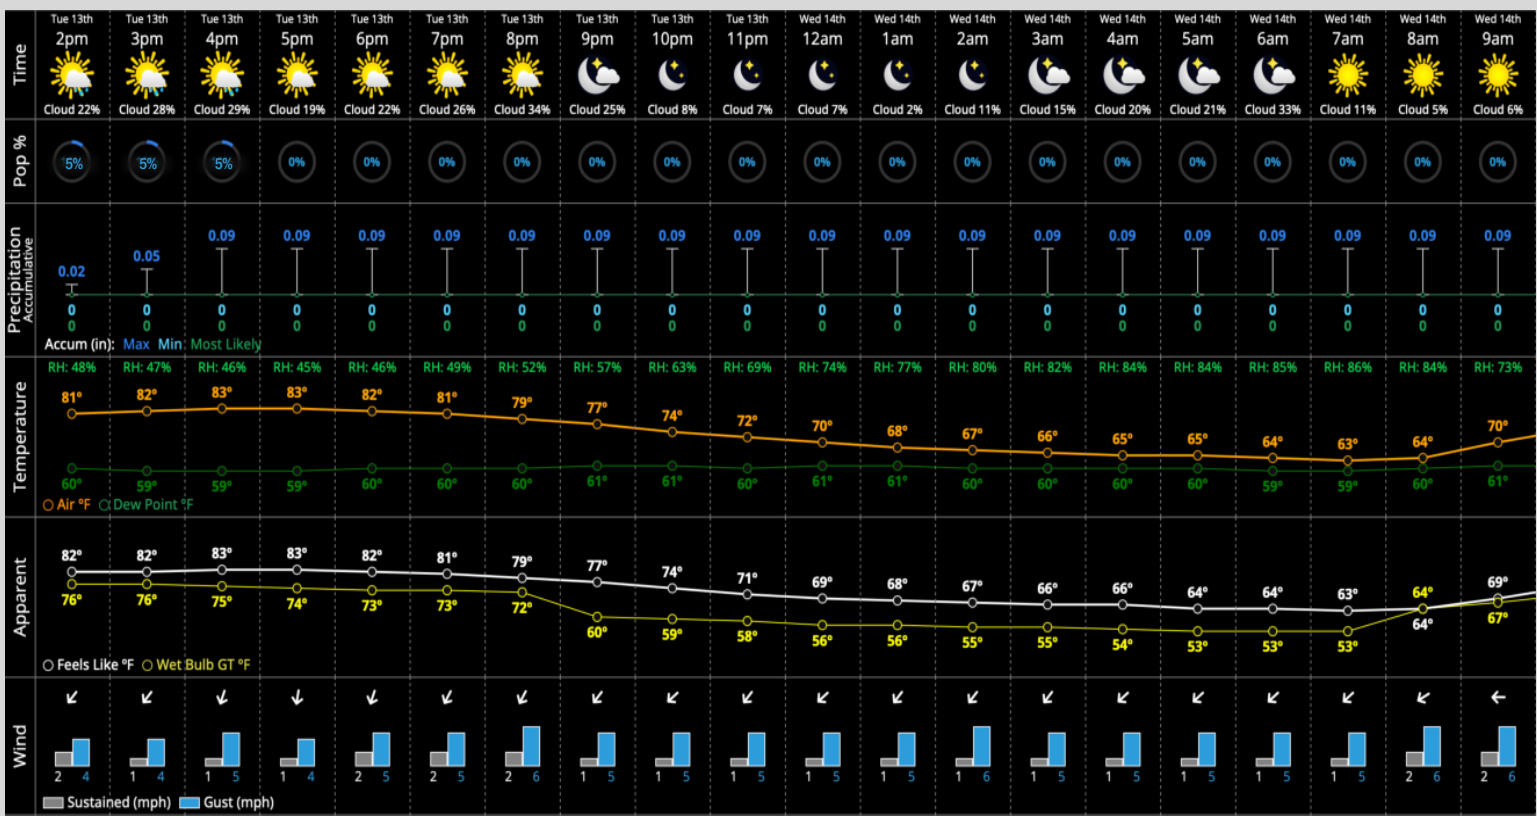 Tue 13th Tue 13th Tue 13th Tue 13th Tue 13th Tue 13th Tue 13th Tue 13th Tue 13th Tue 13th Wed 14th Wed 14th Wed 14th Wed 14th Wed 14th Wed 14th Wed 14th Wed 14th Wed 14th Wed 14th
Time
2pm 3pm 4pm 5pm 6pm 7pm 8pm 9pm 10pm 11pm 12am 1am 2am 3am 4am 5am 6am 7am 8am 9am
Cloud 22% Cloud 28% Cloud 29% Cloud 19% Cloud 22% Cloud 26% Cloud 34% Cloud 25% Cloud 8% Cloud 7% Cloud 7% Cloud 2% Cloud 11% Cloud 15% Cloud 20% Cloud 21% Cloud 33% Cloud 11% Cloud 5% Cloud 6%
Pop %
5% 5% 5% 0% 0% 0% 0% 0% 0% 0% 0% 0% 0% 0% 0% 0% 0% 0% 0% 0%
Precipitation
Accumulative
0.02 0.05 0.09 0.09 0.09 0.09 0.09 0.09 0.09 0.09 0.09 0.09 0.09 0.09 0.09 0.09 0.09 0.09 0.09 0.09
0 0 0 0 0 0 0 0 0 0 0 0 0 0 0 0 0 0 0 0
0 0 0 0 0 0 0 0 0 0 0 0 0 0 0 0 0 0 0 0
Accum (in): Max Min Most Likely
Temperature
RH: 48% RH: 47% RH: 46% RH: 45% RH: 46% RH: 49% RH: 52% RH: 57% RH: 63% RH: 69% RH: 74% RH: 77% RH: 80% RH: 82% RH: 84% RH: 84% RH: 85% RH: 86% RH: 84% RH: 73%
81° 82° 83° 83° 82° 81° 79° 77° 74° 72° 70° 68° 67° 66° 65° 65° 64° 63° 64° 70°
60° 59° 59° 59° 60° 60° 60° 61° 61° 60° 61° 61° 60° 60° 60° 60° 59° 59° 60° 61°
Air °F Dew Point °F
Apparent
82° 82° 83° 83° 82° 81° 79° 77° 74° 71° 69° 68° 67° 66° 66° 64° 64° 63° 64° 69°
76° 76° 75° 74° 73° 73° 72° 60° 59° 58° 56° 56° 55° 55° 54° 53° 53° 53° 64° 67°
Feels Like °F Wet Bulb GT °F
Wind
2 4 1 4 1 5 1 4 2 5 2 5 2 6 1 5 1 5 1 5 1 5 1 5 1 6 1 5 1 5 1 5 1 5 1 5 2 6 2 6
Sustained (mph) Gust (mph)